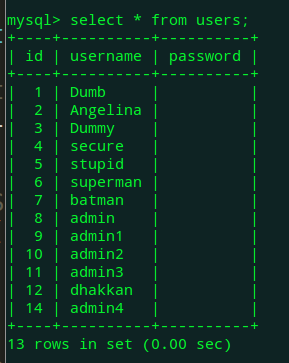 mysql> select * from users;
+----+----------+----------+
| id | username | password |
+----+----------+----------+
|  1 | Dumb     |          |
|  2 | Angelina |          |
|  3 | Dummy    |          |
|  4 | secure   |          |
|  5 | stupid   |          |
|  6 | superman |          |
|  7 | batman   |          |
|  8 | admin    |          |
|  9 | admin1   |          |
| 10 | admin2   |          |
| 11 | admin3   |          |
| 12 | dhakkan  |          |
| 14 | admin4   |          |
+----+----------+----------+
13 rows in set (0.00 sec)